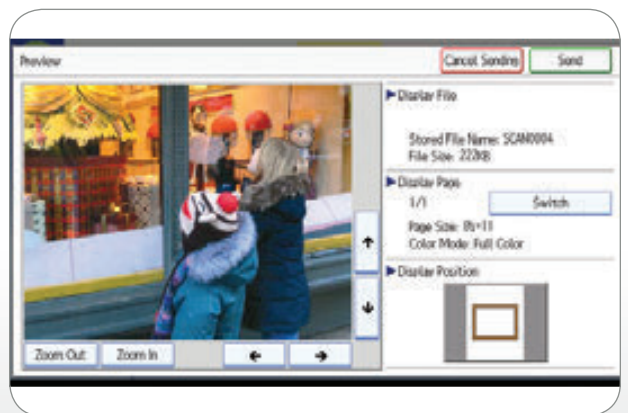 Preview
Cancel Sending
Send
Display File
Stored File Name: SCAN0004
File Size: 222KB
Display Page
1/1
Switch
Page Size: 8½×11
Color Mode: Full Color
Display Position
Zoom Out
Zoom In